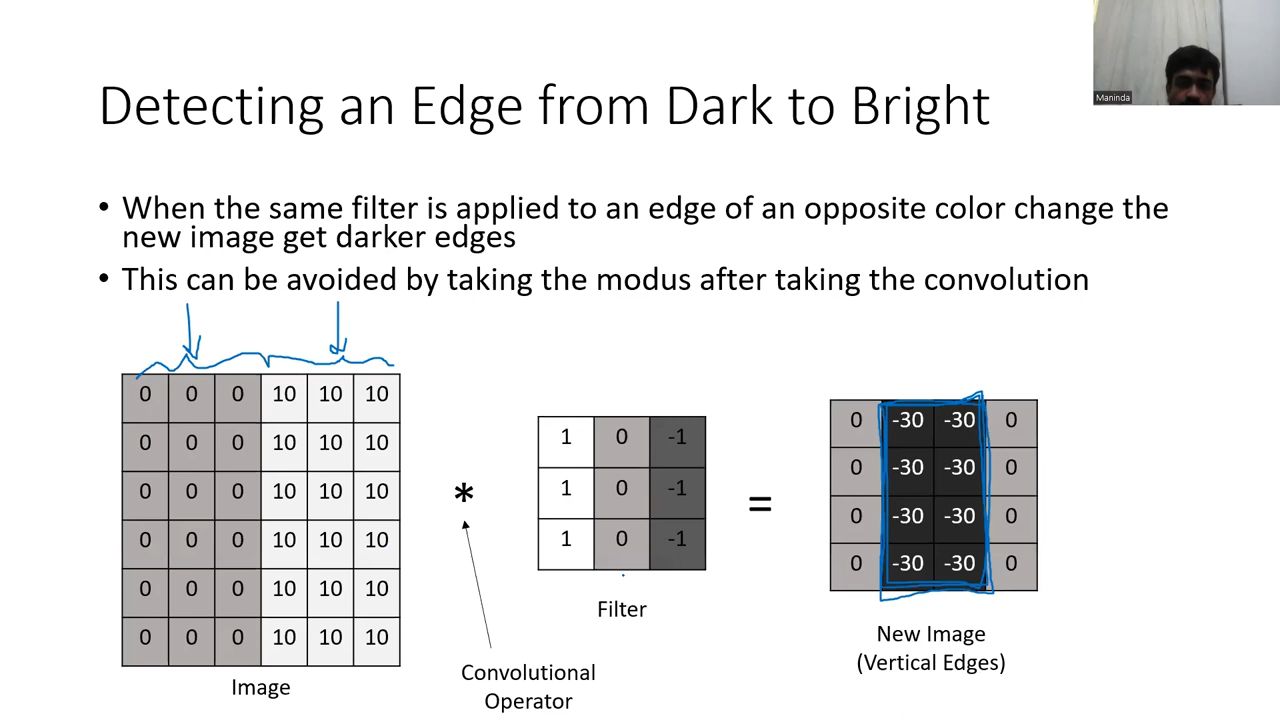 Maninda
Detecting an Edge from Dark to Bright
• When the same filter is applied to an edge of an opposite color change the
new image get darker edges
• This can be avoided by taking the modus after taking the convolution
0 0 0 10 10 10
0 0 0 10 10 10
0 0 0 10 10 10
0 0 0 10 10 10
0 0 0 10 10 10
0 0 0 10 10 10
Image
*
Convolutional
Operator
1 0 -1
1 0 -1
1 0 -1
Filter
=
0 -30 -30 0
0 -30 -30 0
0 -30 -30 0
0 -30 -30 0
New Image
(Vertical Edges)